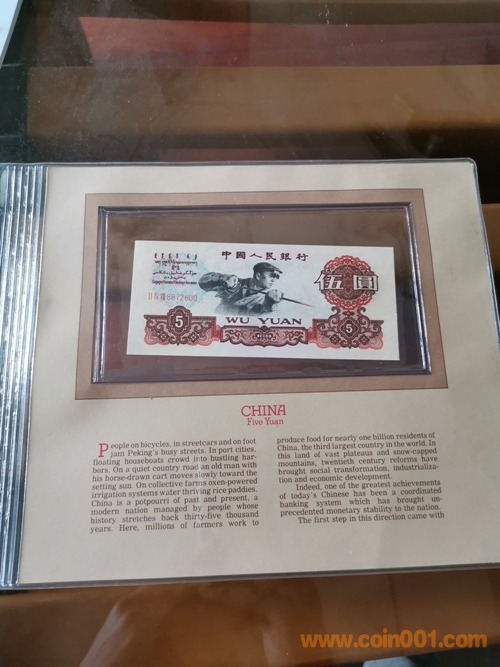 中國人民銀行
伍圓
5
WU YUAN
5
CHINA
Five Yuan
People on bicycles, in streetcars and on foot
jam Peking's busy streets. In port cities,
floating houseboats crowd into bustling har-
bors. On a quiet country road an old man with
his horse-drawn cart moves slowly toward the
setting sun. On collective farms oxen-powered
irrigation systems water thriving rice paddies.
China is a potpourri of past and present, a
modern nation managed by people whose
history stretches back thirty-five thousand
years. Here, millions of farmers work to
produce food for nearly one billion residents of
China, the third largest country in the world. In
this land of vast plateaus and snow-capped
mountains, twentieth century reforms have
brought social transformation, industrializa-
tion and economic development.
Indeed, one of the greatest achievements
of today's Chinese has been a coordinated
banking system which has brought un-
precedented monetary stability to the nation.
The first step in this direction came with
www.coin001.com